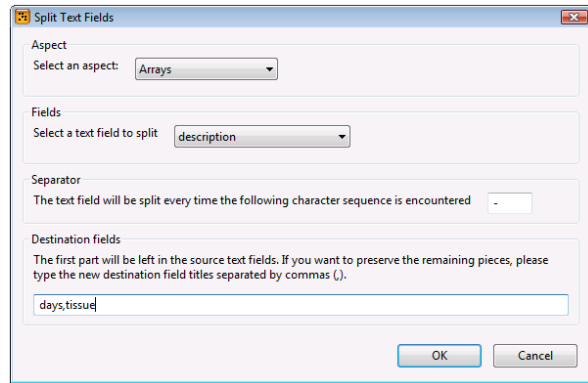 Split Text Fields
Aspect
Select an aspect: Arrays
Fields
Select a text field to split description
Separator
The text field will be split every time the following character sequence is encountered -
Destination fields
The first part will be left in the source text fields. If you want to preserve the remaining pieces, please
type the new destination field titles separated by commas (,).
days,tissue
OK Cancel